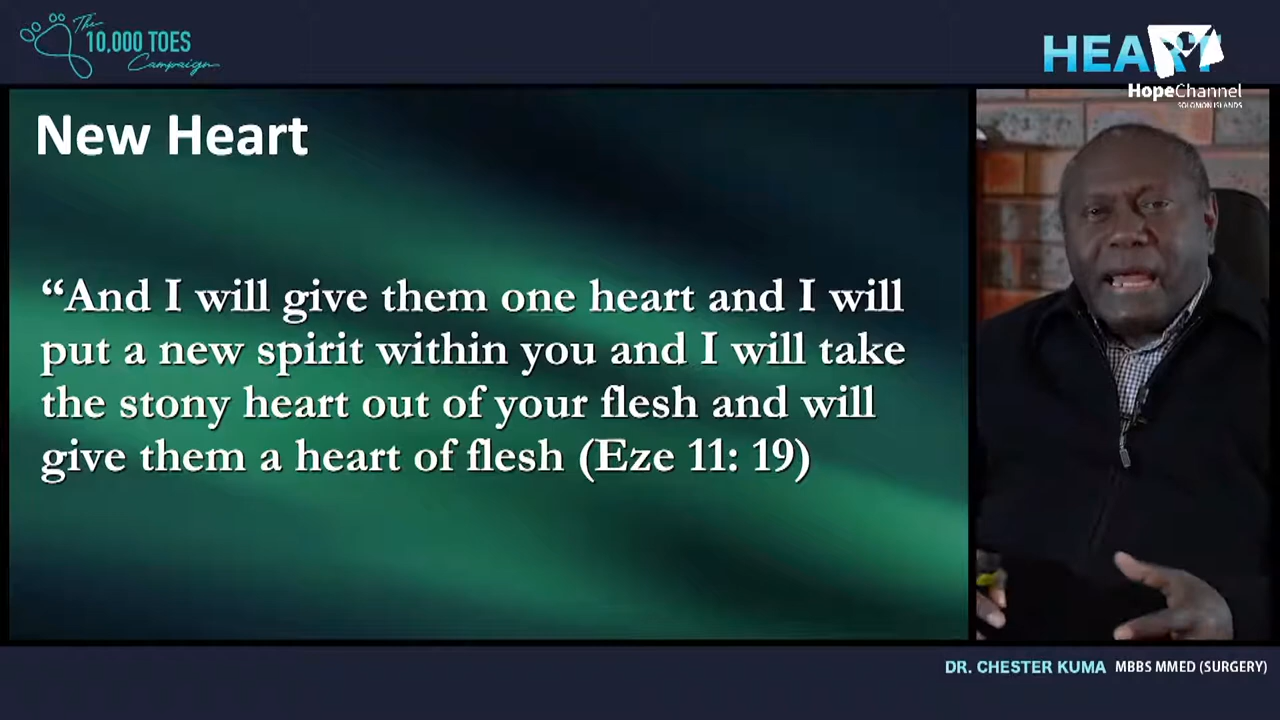 The
10,000 TOES
Campaign
HEART
HopeChannel
SOLOMON ISLANDS
New Heart
“And I will give them one heart and I will
put a new spirit within you and I will take
the stony heart out of your flesh and will
give them a heart of flesh (Eze 11: 19)
DR. CHESTER KUMA MBBS MMED (SURGERY)